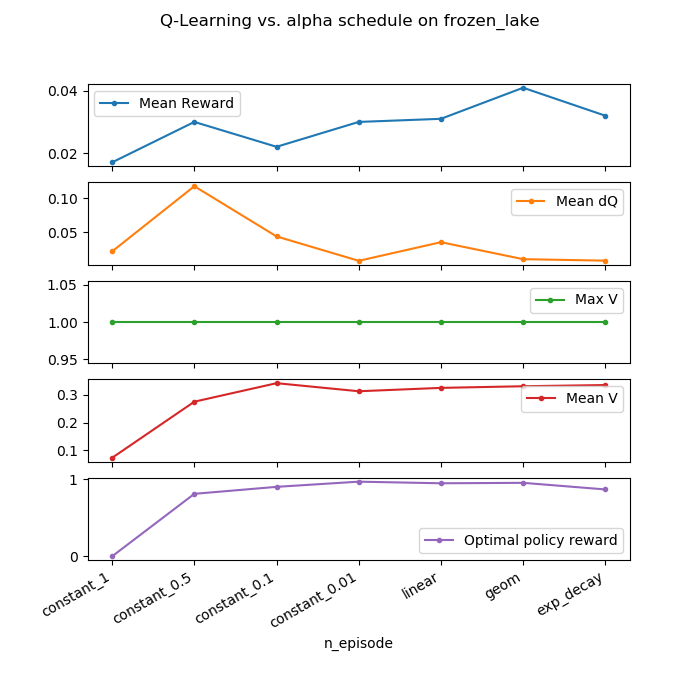 Q-Learning vs. alpha schedule on frozen_lake
0.04
0.02
Mean Reward
0.10
0.05
Mean dQ
1.05
1.00
0.95
Max V
0.3
0.2
0.1
Mean V
1
0
Optimal policy reward
constant_1
constant_0.5
constant_0.1
constant_0.01
linear
geom
exp_decay
n_episode